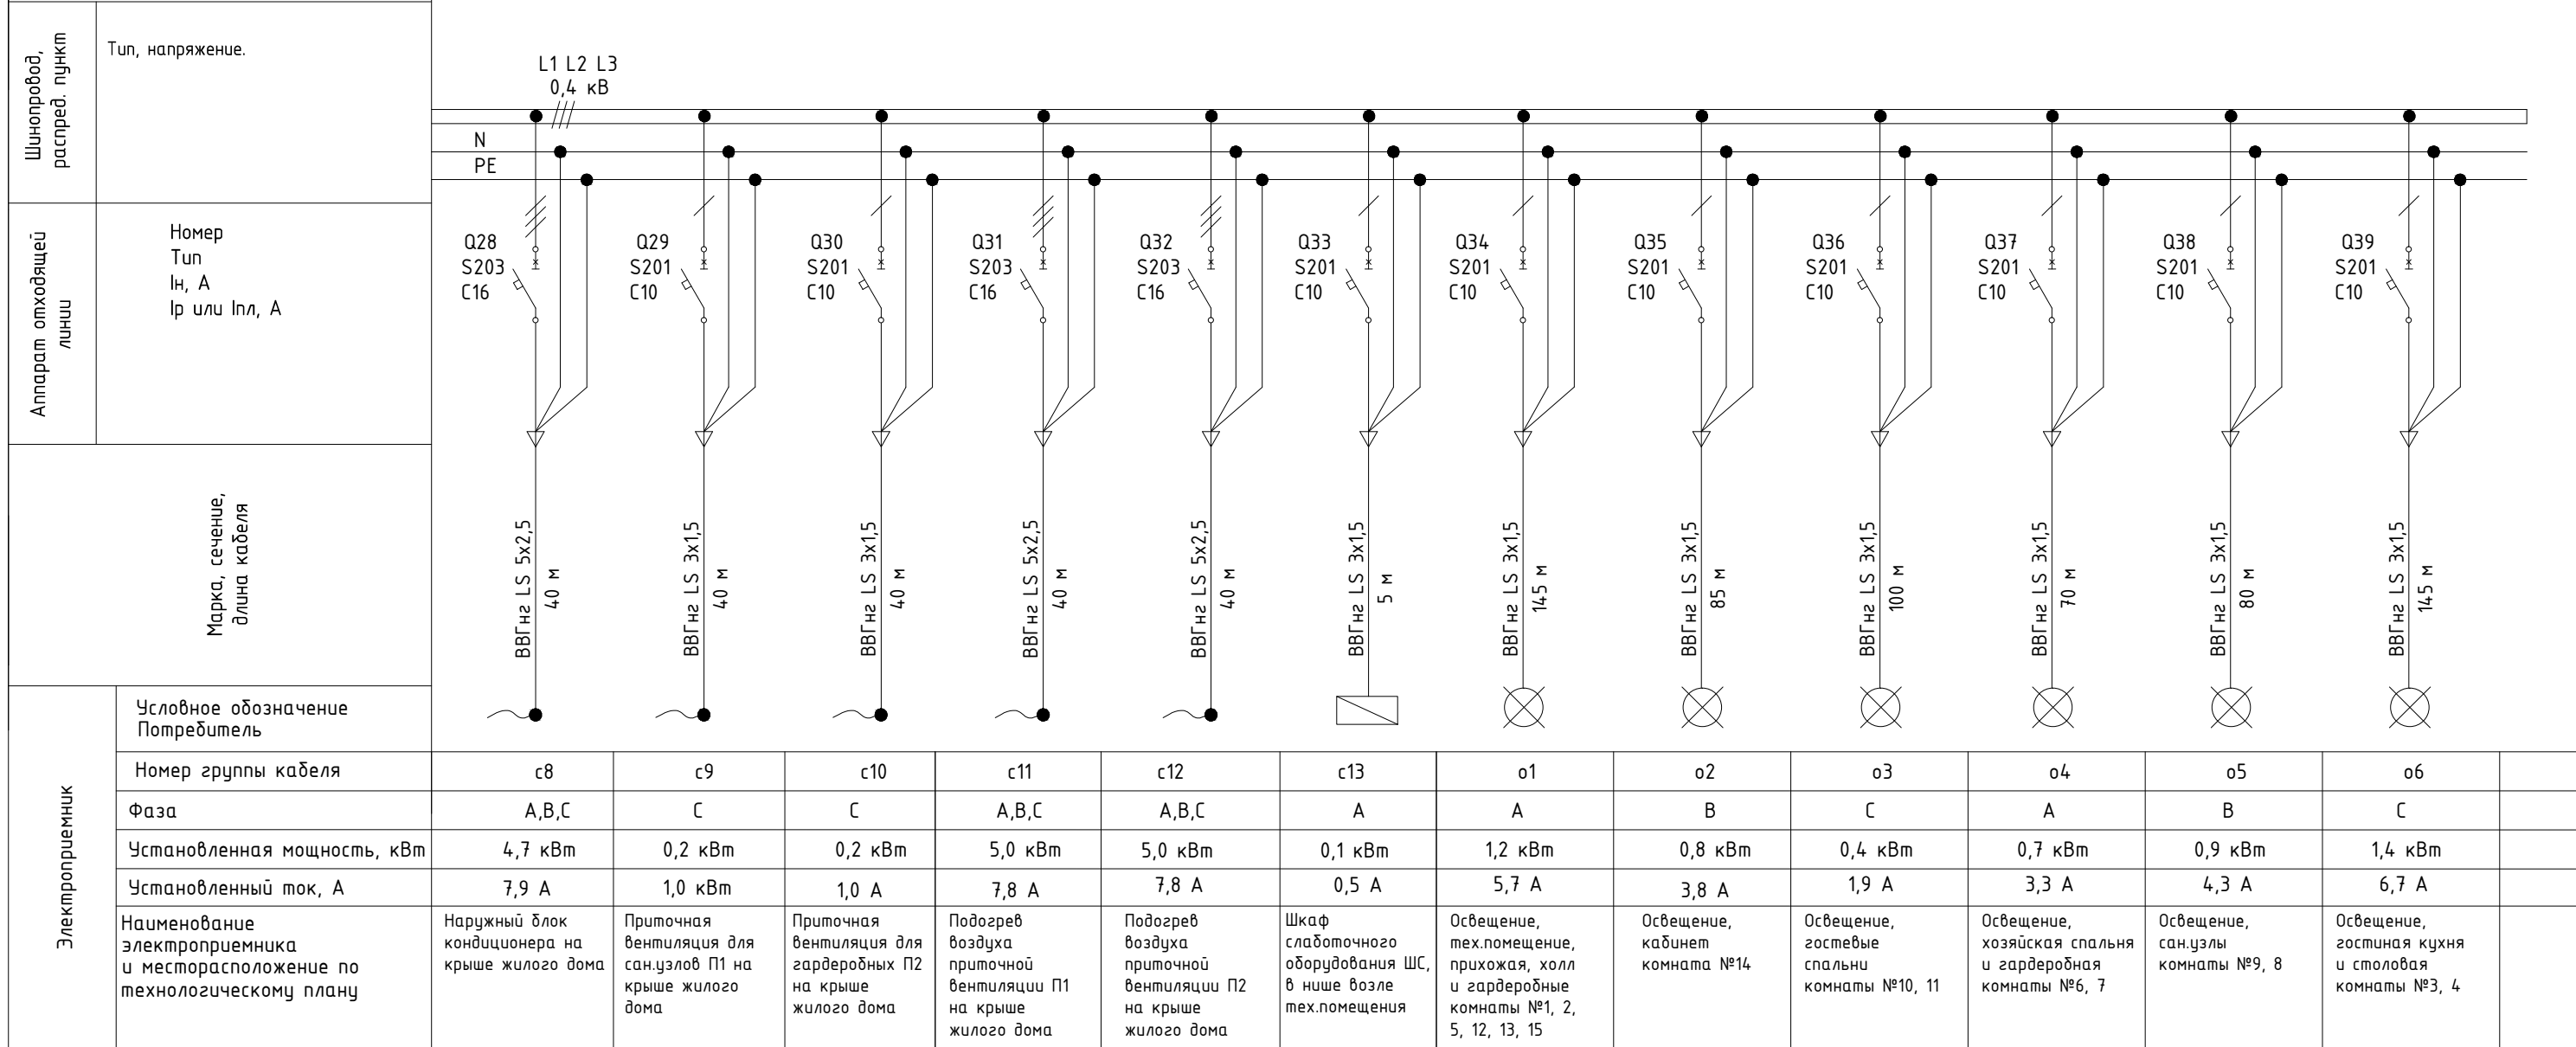 Шинопровод,
распред. пункт
Тип, напряжение.
L1 L2 L3
0,4 кВ
N
PE
Аппарат отходящей
линии
Номер
Тип
Iн, А
Iр или Iпл, А
Q28
S203
C16
Q29
S201
C10
Q30
S201
C10
Q31
S203
C16
Q32
S203
C16
Q33
S201
C10
Q34
S201
C10
Q35
S201
C10
Q36
S201
C10
Q37
S201
C10
Q38
S201
C10
Q39
S201
C10
Марка, сечение,
длина кабеля
ВВГнг LS 5х2,5
40 м
ВВГнг LS 3х1,5
40 м
ВВГнг LS 3х1,5
40 м
ВВГнг LS 5х2,5
40 м
ВВГнг LS 5х2,5
40 м
ВВГнг LS 3х1,5
5 м
ВВГнг LS 3х1,5
145 м
ВВГнг LS 3х1,5
85 м
ВВГнг LS 3х1,5
100 м
ВВГнг LS 3х1,5
70 м
ВВГнг LS 3х1,5
80 м
ВВГнг LS 3х1,5
145 м
Электроприемник
Условное обозначение
Потребитель
Номер группы кабеля
с8
с9
с10
с11
с12
с13
о1
о2
о3
о4
о5
о6
Фаза
А,В,С
С
С
А,В,С
А,В,С
А
А
В
С
А
В
С
Установленная мощность, кВт
4,7 кВт
0,2 кВт
0,2 кВт
5,0 кВт
5,0 кВт
0,1 кВт
1,2 кВт
0,8 кВт
0,4 кВт
0,7 кВт
0,9 кВт
1,4 кВт
Установленный ток, А
7,9 А
1,0 кВт
1,0 А
7,8 А
7,8 А
0,5 А
5,7 А
3,8 А
1,9 А
3,3 А
4,3 А
6,7 А
Наименование
электроприемника
и месторасположение по
технологическому плану
Наружный блок
кондиционера на
крыше жилого дома
Приточная
вентиляция для
сан.узлов П1 на
крыше жилого
дома
Приточная
вентиляция для
гардеробных П2
на крыше
жилого дома
Подогрев
воздуха
приточной
вентиляции П1
на крыше
жилого дома
Подогрев
воздуха
приточной
вентиляции П2
на крыше
жилого дома
Шкаф
слаботочного
оборудования ШС,
в нише возле
тех.помещения
Освещение,
тех.помещение,
прихожая, холл
и гардеробные
комнаты №1, 2,
5, 12, 13, 15
Освещение,
кабинет
комната №14
Освещение,
гостевые
спальни
комнаты №10, 11
Освещение,
хозяйская спальня
и гардеробная
комнаты №6, 7
Освещение,
сан.узлы
комнаты №9, 8
Освещение,
гостиная кухня
и столовая
комнаты №3, 4